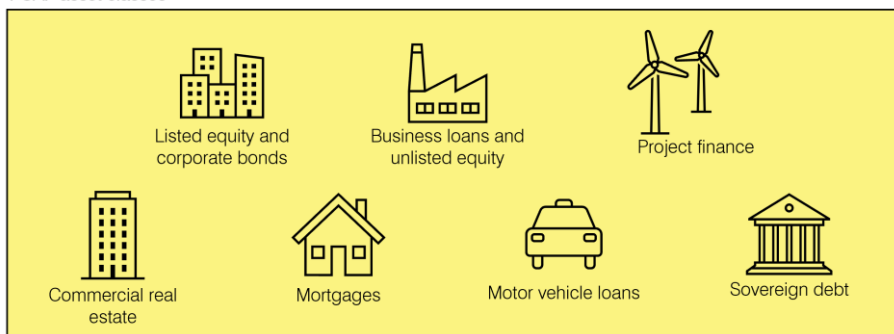 Listed equity and
corporate bonds
Business loans and
unlisted equity
Project finance
Commercial real
estate
Mortgages
Motor vehicle loans
Sovereign debt